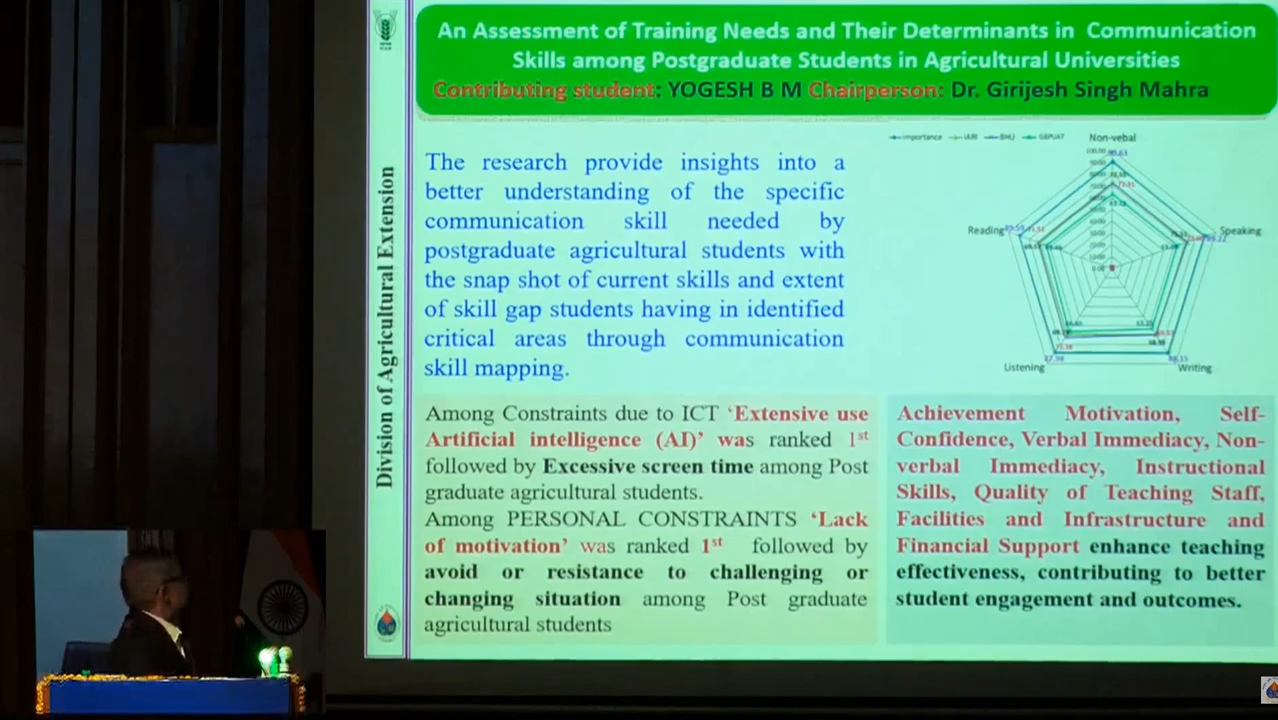 An Assessment of Training Needs and Their Determinants in Communication
Skills among Postgraduate Students in Agricultural Universities
Contributing student: YOGESH B M Chairperson: Dr. Girijesh Singh Mahra
Division of Agricultural Extension
The research provide insights into a
better understanding of the specific
communication skill needed by
postgraduate agricultural students with
the snap shot of current skills and extent
of skill gap students having in identified
critical areas through communication
skill mapping.
importance IARI BHU GBPUAT
Non-vebal
Reading
Speaking
Listening
Writing
Among Constraints due to ICT ‘Extensive use
Artificial intelligence (AI)’ was ranked 1st
followed by Excessive screen time among Post
graduate agricultural students.
Among PERSONAL CONSTRAINTS ‘Lack
of motivation’ was ranked 1st followed by
avoid or resistance to challenging or
changing situation among Post graduate
agricultural students
Achievement Motivation, Self-
Confidence, Verbal Immediacy, Non-
verbal Immediacy, Instructional
Skills, Quality of Teaching Staff,
Facilities and Infrastructure and
Financial Support enhance teaching
effectiveness, contributing to better
student engagement and outcomes.